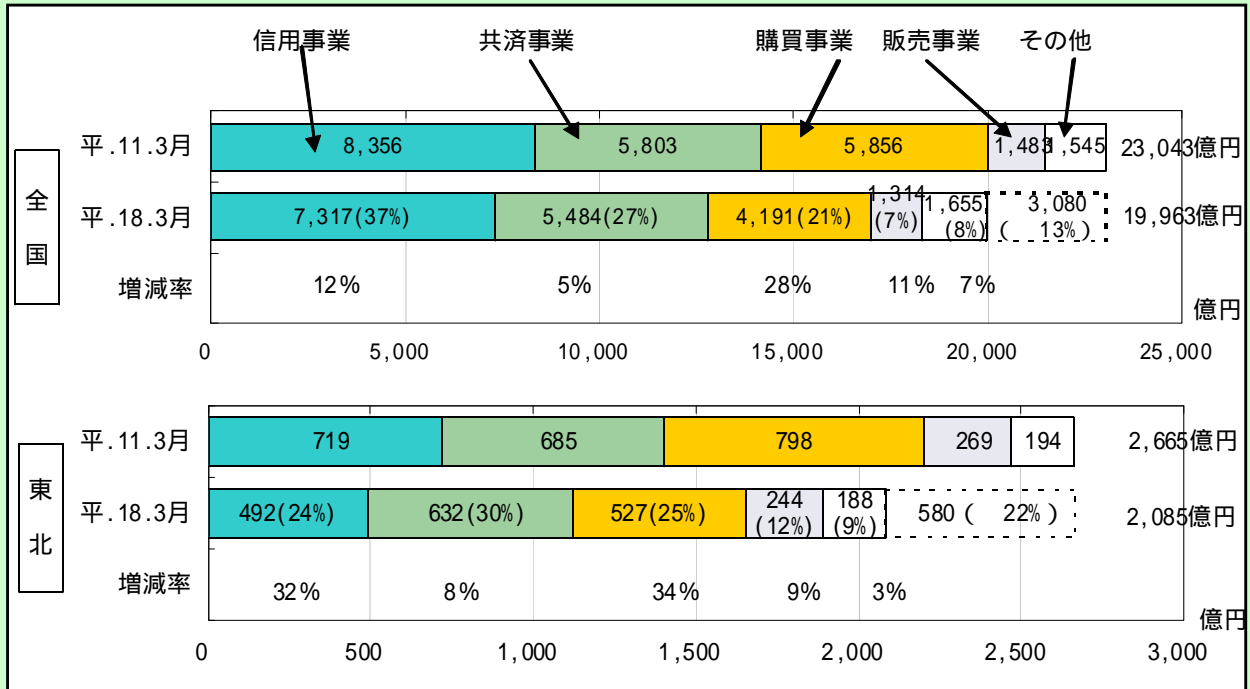 信用事業 共済事業 購買事業 販売事業 その他
全国
平.11.3月 8,356 5,803 5,856 1,483 1,545 23,043億円
平.18.3月 7,317(37%) 5,484(27%) 4,191(21%) 1,314(7%) 1,655(8%) 3,080( 13%) 19,963億円
増減率 12% 5% 28% 11% 7%
億円
0 5,000 10,000 15,000 20,000 25,000
東北
平.11.3月 719 685 798 269 194 2,665億円
平.18.3月 492(24%) 632(30%) 527(25%) 244(12%) 188(9%) 580 ( 22% ) 2,085億円
増減率 32% 8% 34% 9% 3%
億円
0 500 1,000 1,500 2,000 2,500 3,000